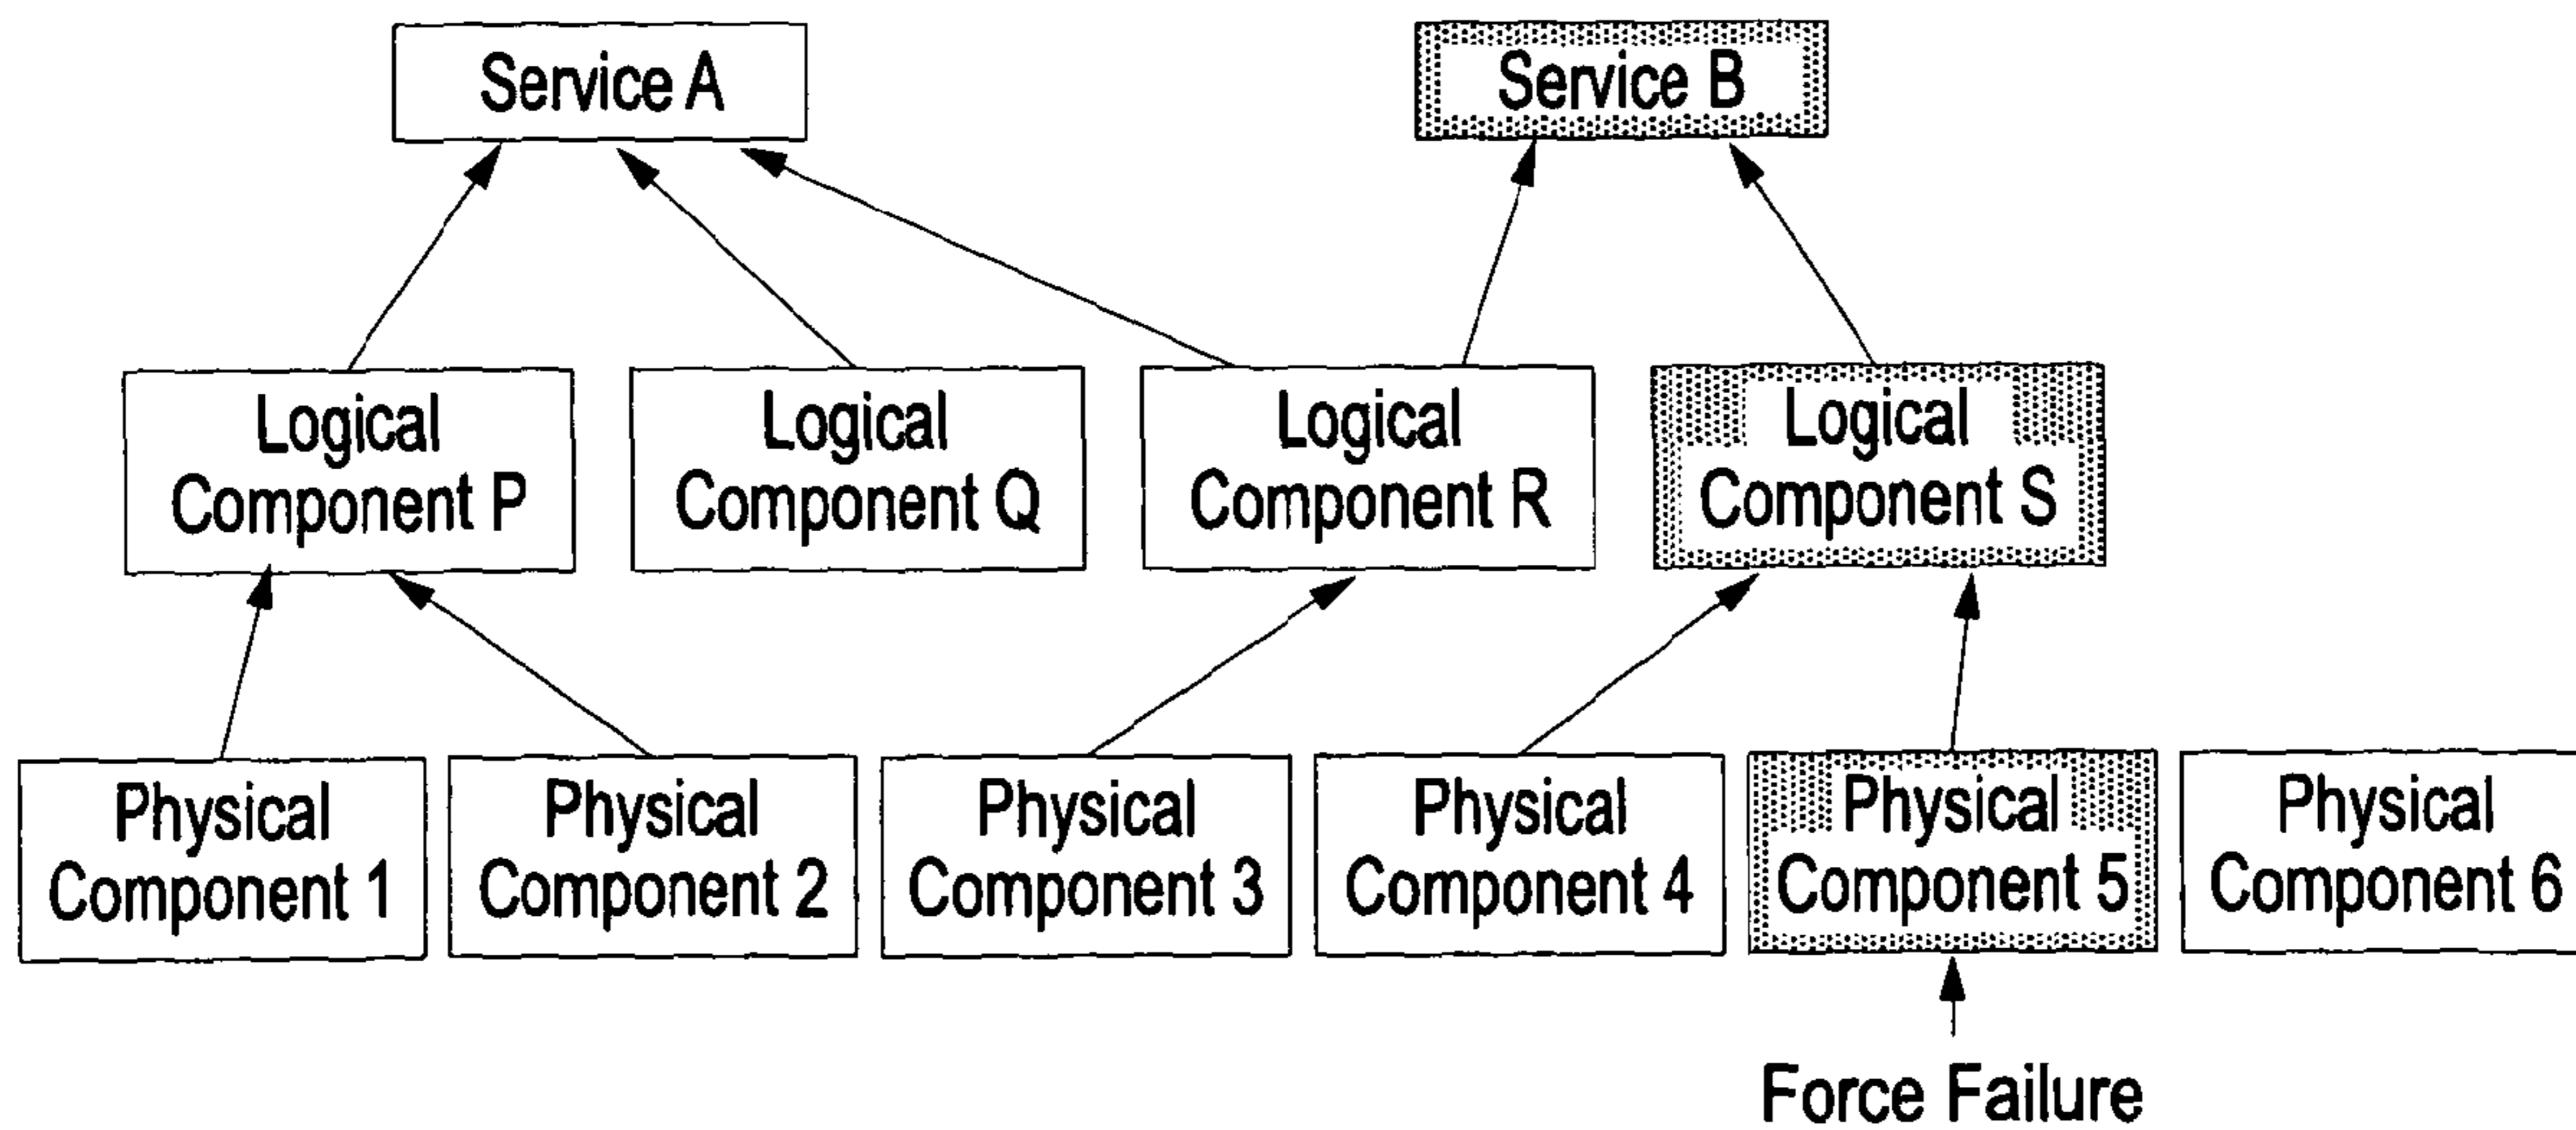 Service A
Service B
Logical
Component P
Logical
Component Q
Logical
Component R
Logical
Component S
Physical
Component 1
Physical
Component 2
Physical
Component 3
Physical
Component 4
Physical
Component 5
Physical
Component 6
Force Failure